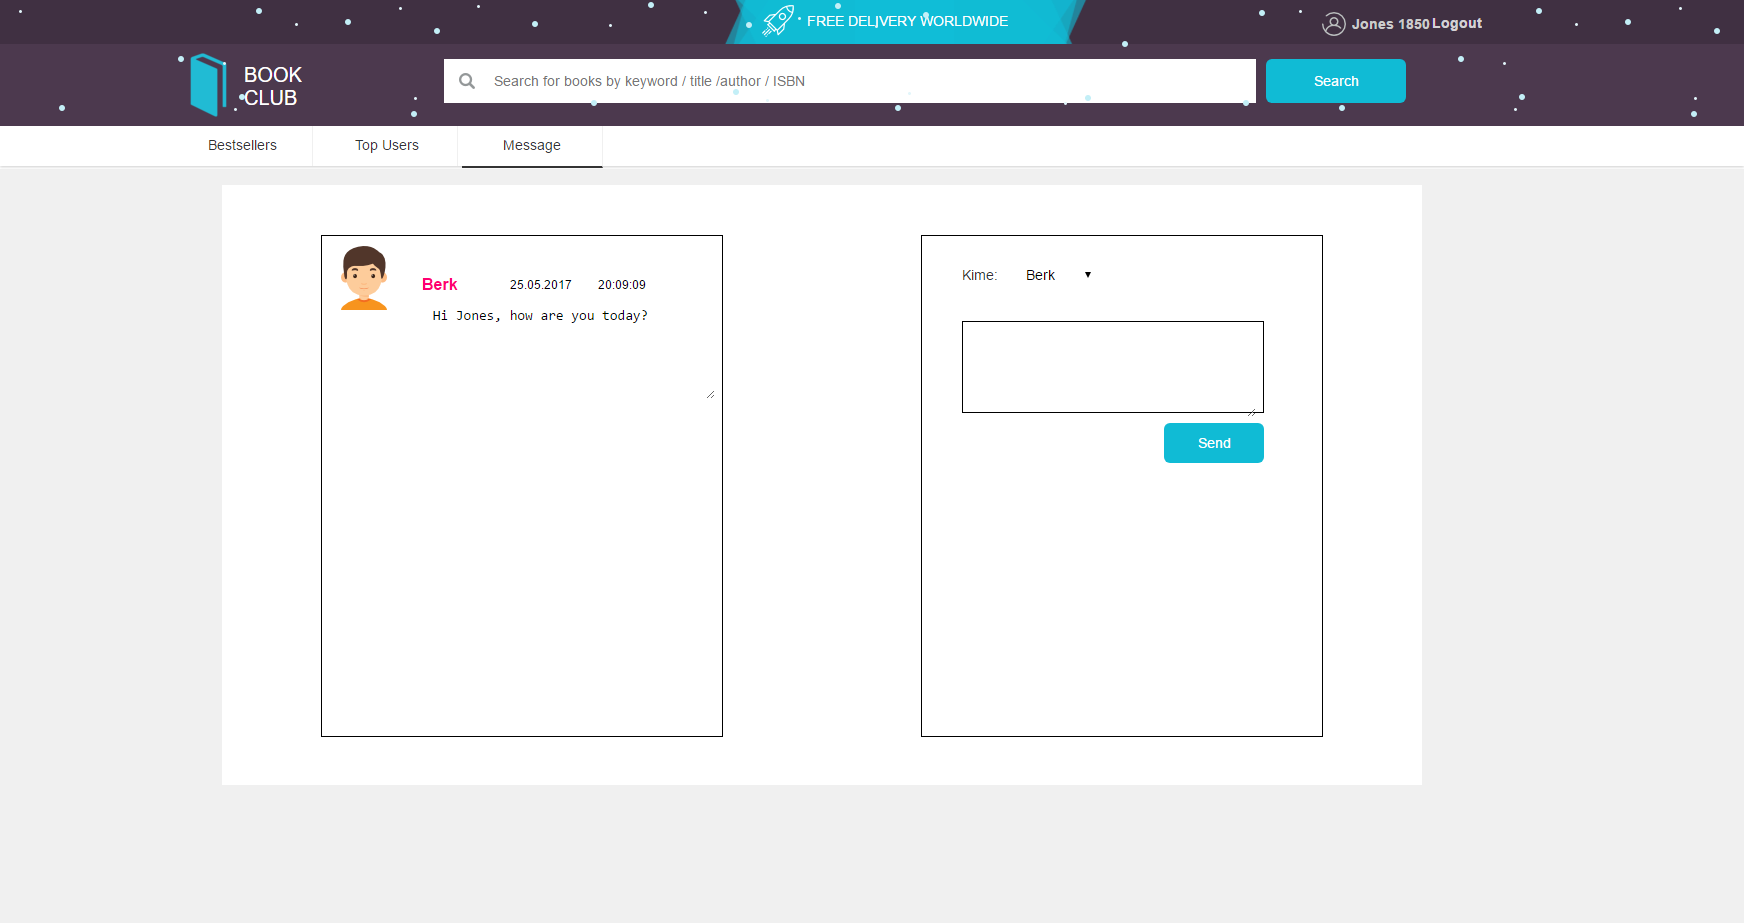 FREE DELIVERY WORLDWIDE
Jones 1850 Logout
BOOK
CLUB
Search for books by keyword / title /author / ISBN
Search
Bestsellers
Top Users
Message
Berk 25.05.2017 20:09:09
Hi Jones, how are you today?
Kime: Berk
Send